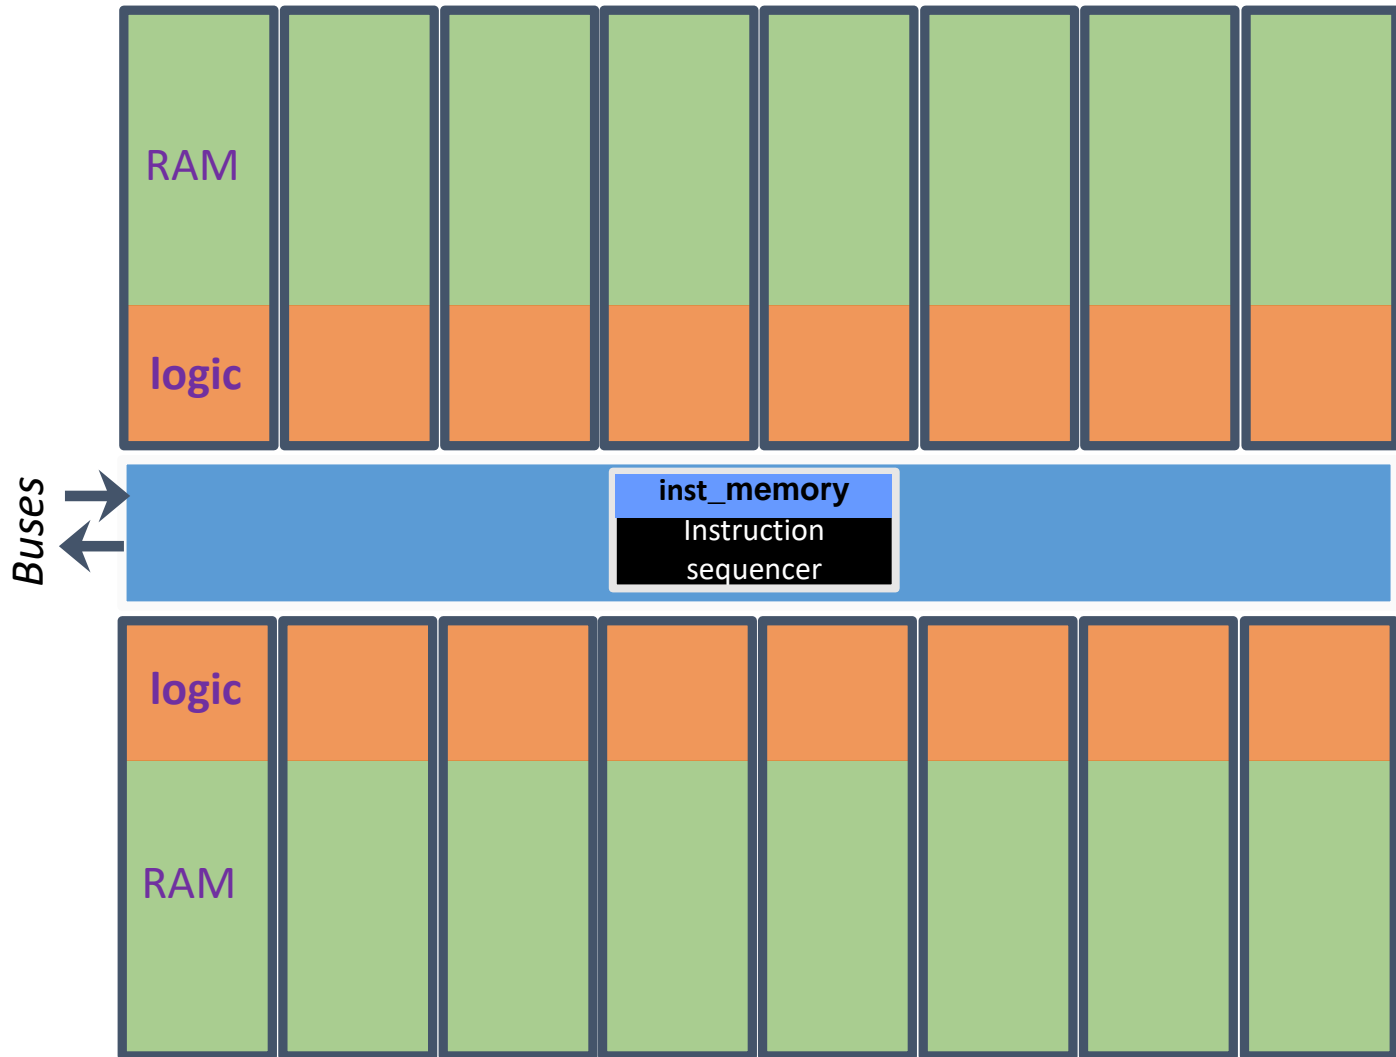 RAM
logic
Buses
inst_memory
Instruction
sequencer
logic
RAM